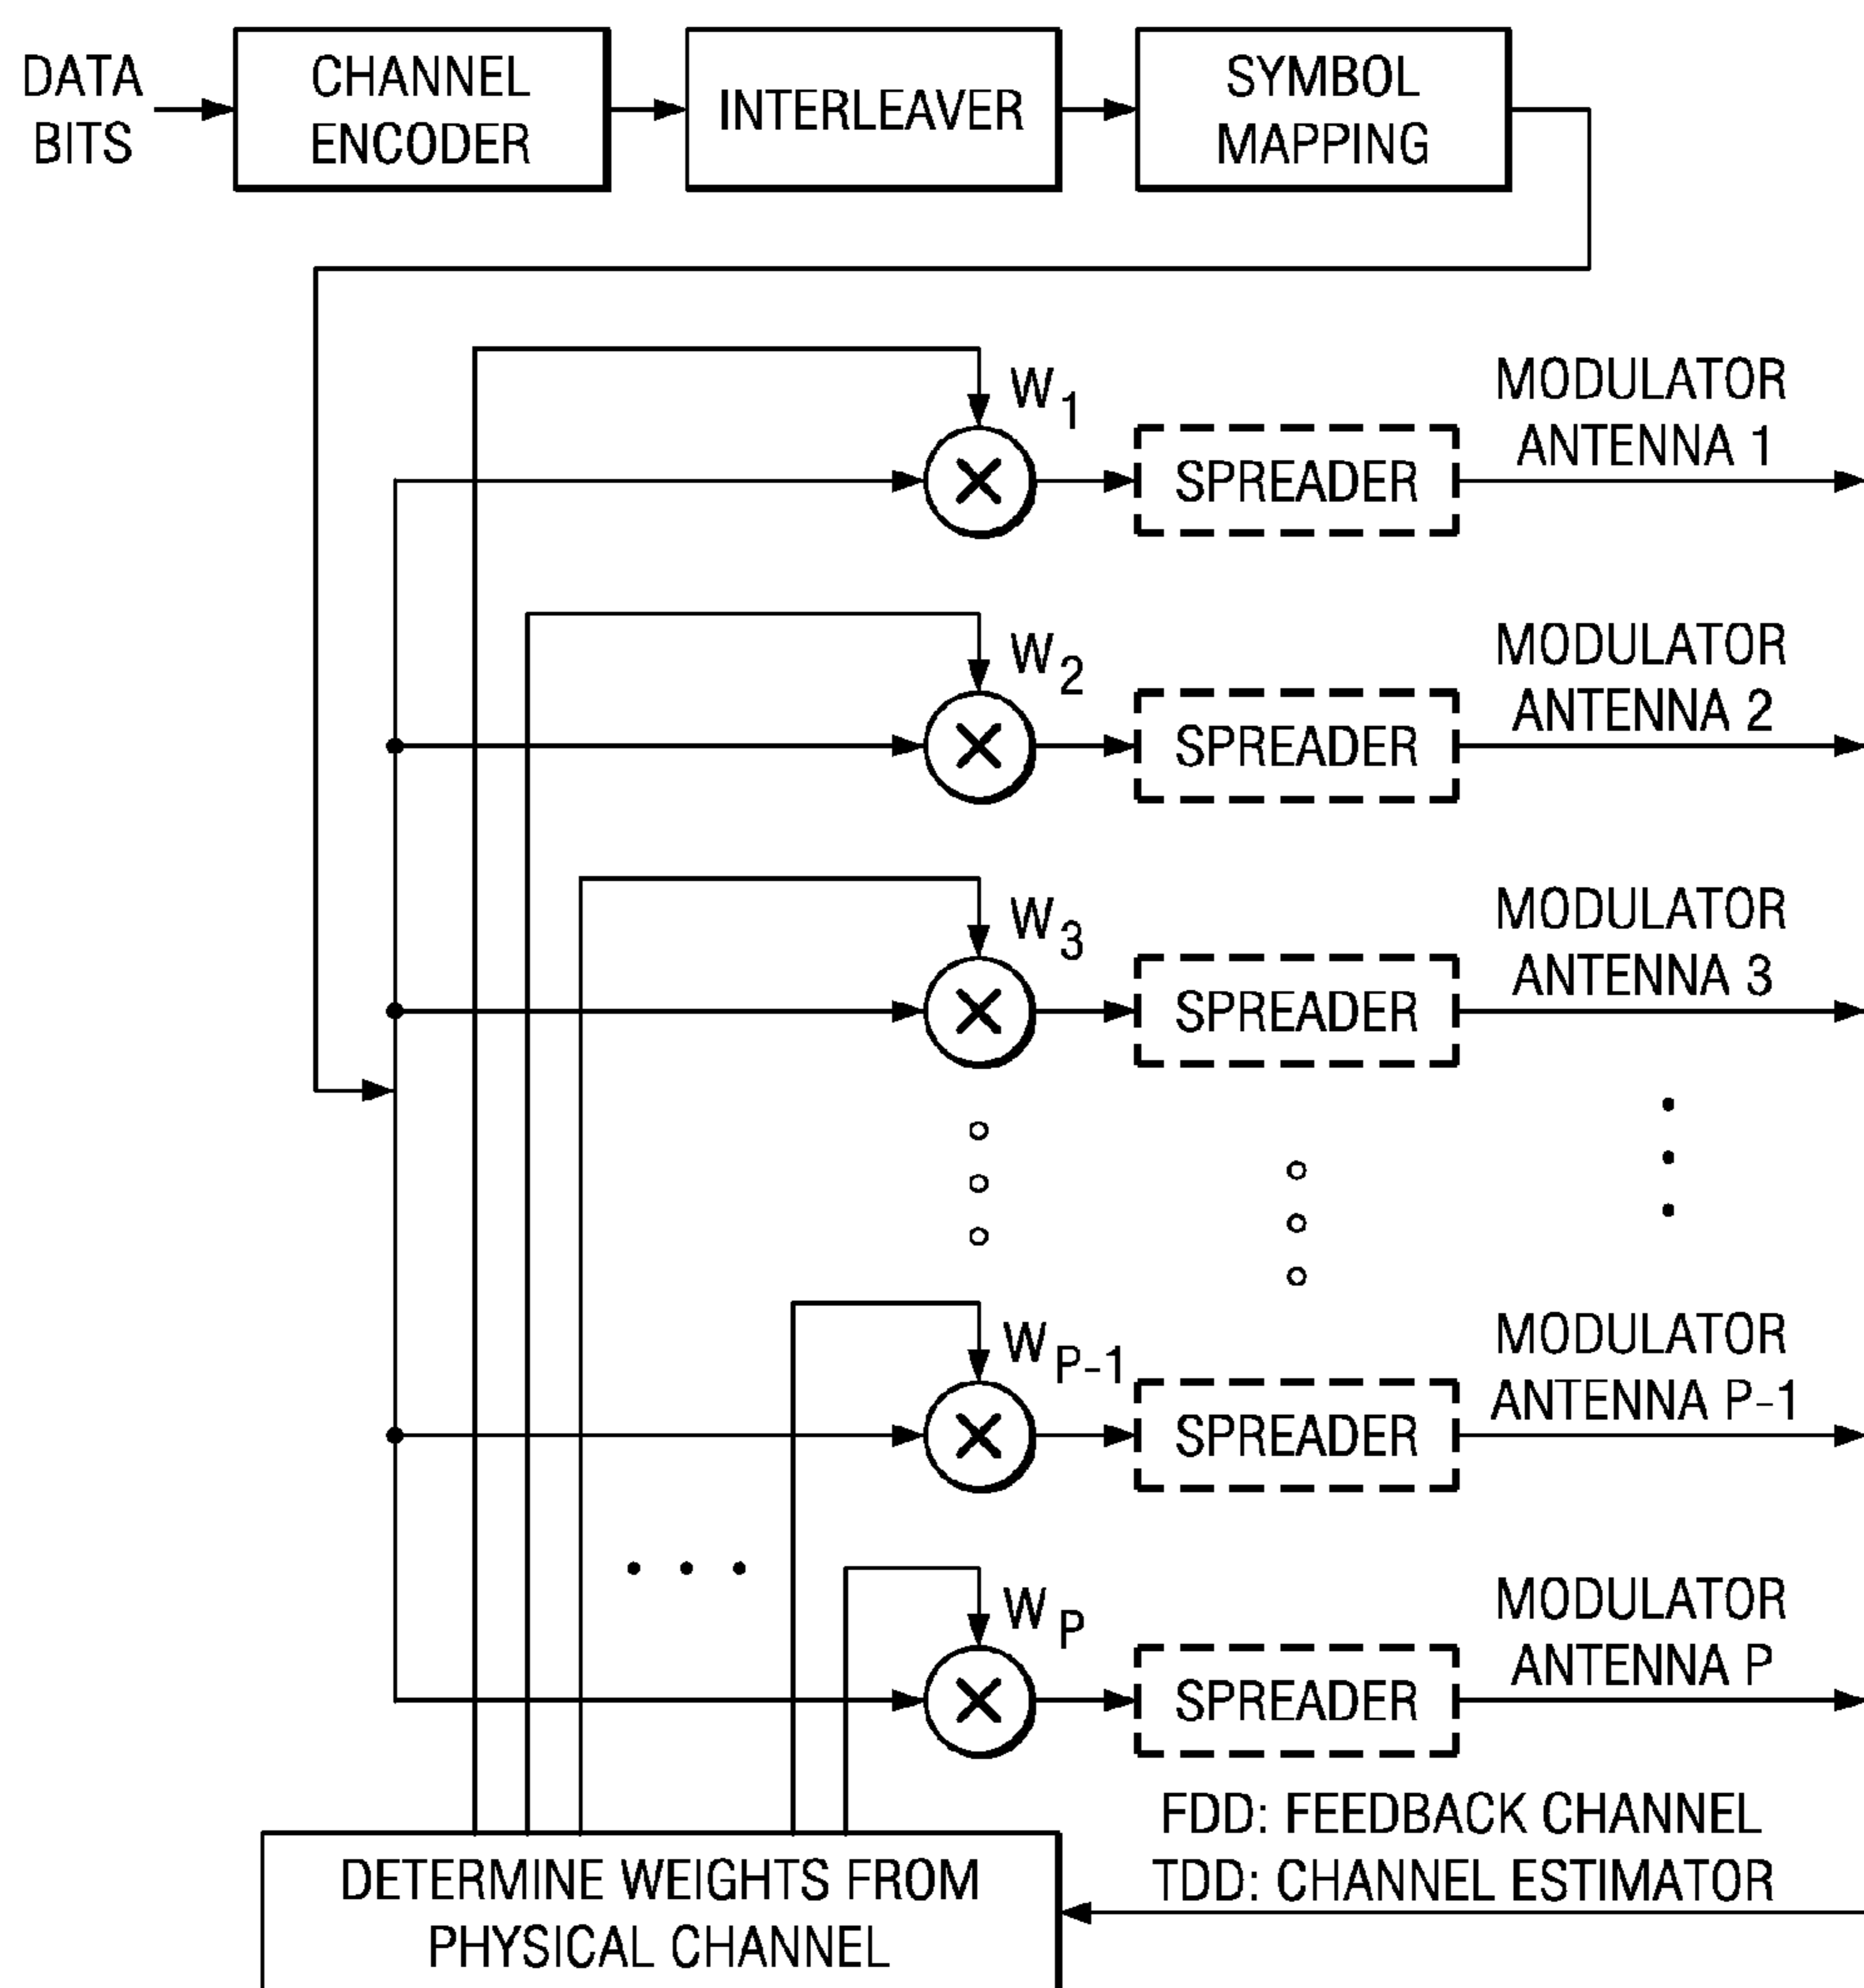 DATA
BITS
CHANNEL
ENCODER
INTERLEAVER
SYMBOL
MAPPING
W1
MODULATOR
ANTENNA 1
SPREADER
W2
MODULATOR
ANTENNA 2
SPREADER
W3
MODULATOR
ANTENNA 3
SPREADER
WP-1
MODULATOR
ANTENNA P-1
SPREADER
WP
MODULATOR
ANTENNA P
SPREADER
FDD: FEEDBACK CHANNEL
TDD: CHANNEL ESTIMATOR
DETERMINE WEIGHTS FROM
PHYSICAL CHANNEL